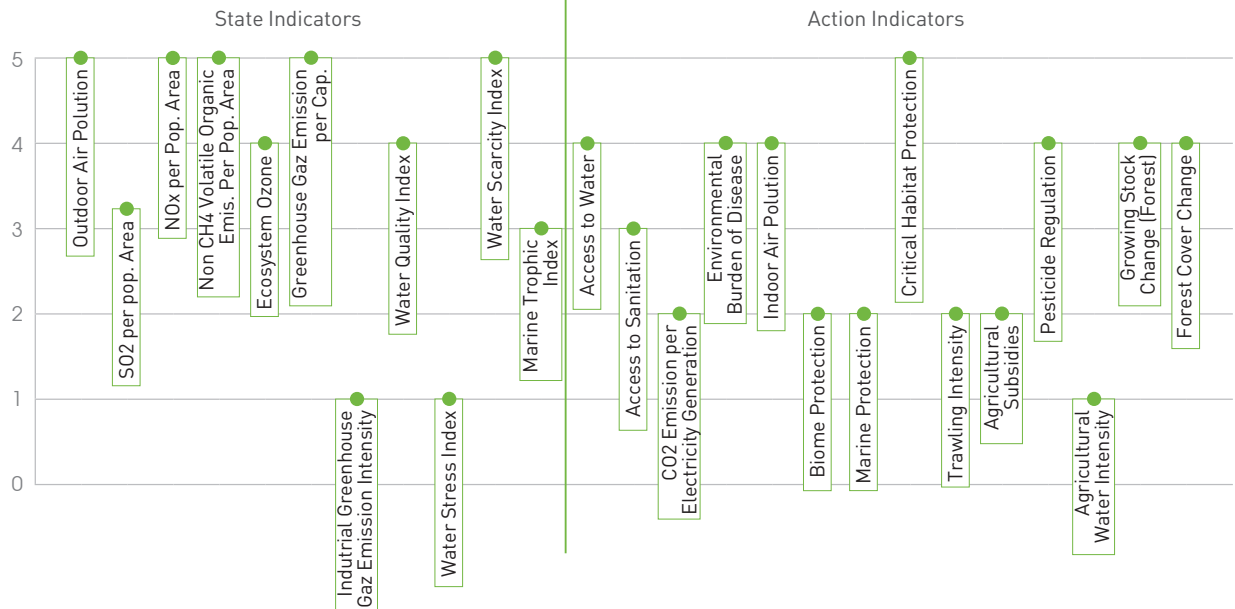 State Indicators
Action Indicators
5
4
3
2
1
0
Outdoor Air Polution
SO2 per pop. Area
NOx per Pop. Area
Non CH4 Volatile Organic
Emis. Per Pop. Area
Ecosystem Ozone
Greenhouse Gaz Emission
per Cap.
Indutrial Greenhouse
Gaz Emission Intensity
Water Quality Index
Water Stress Index
Water Scarcity Index
Marine Trophic
Index
Access to Water
Access to Sanitation
CO2 Emission per
Electricity Generation
Environmental
Burden of Disease
Indoor Air Polution
Biome Protection
Marine Protection
Critical Habitat Protection
Trawling Intensity
Agricultural
Subsidies
Pesticide Regulation
Agricultural
Water Intensity
Growing Stock
Change (Forest)
Forest Cover Change